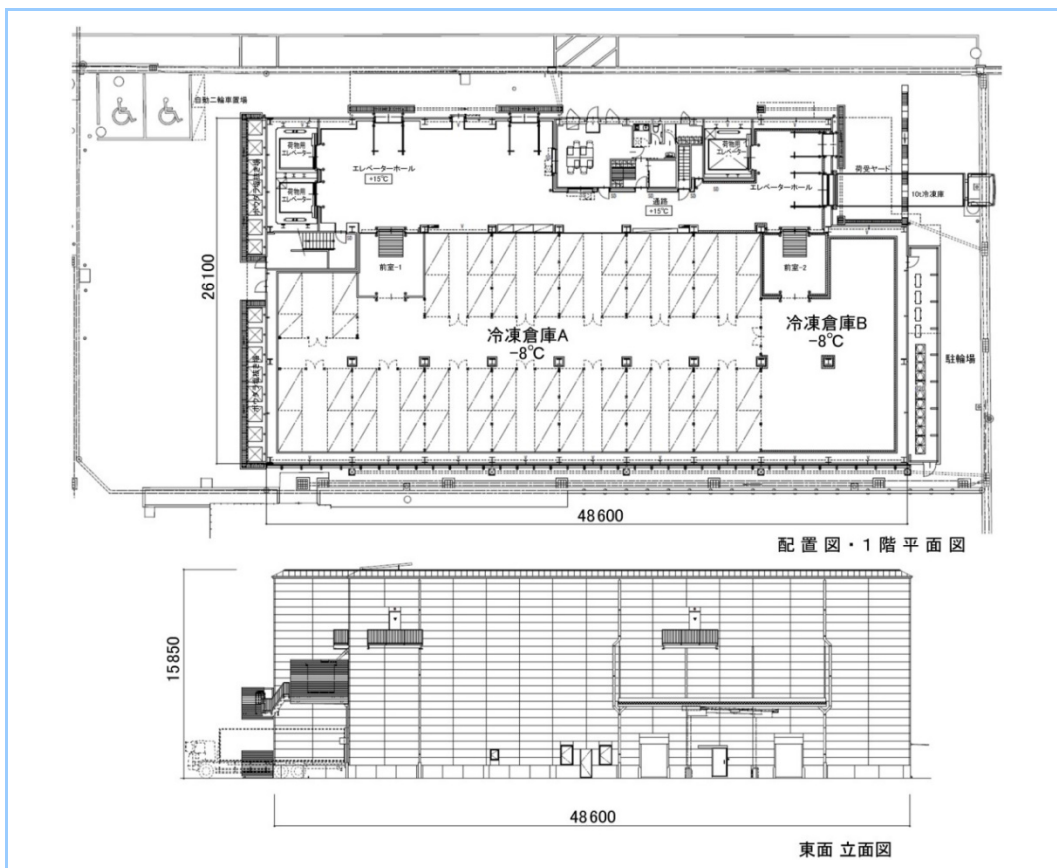 自動二輪車置場
荷物用
エレベーター
エレベーターホール
+15℃
荷物用
エレベーター
荷物用
エレベーター
エレベーターホール
荷受ヤード
10t冷凍庫
通路
+15℃
前室-1
前室-2
26100
冷凍倉庫A
-8℃
冷凍倉庫B
-8℃
駐輪場
48600
配置図・1階平面図
15850
48600
東面 立面図